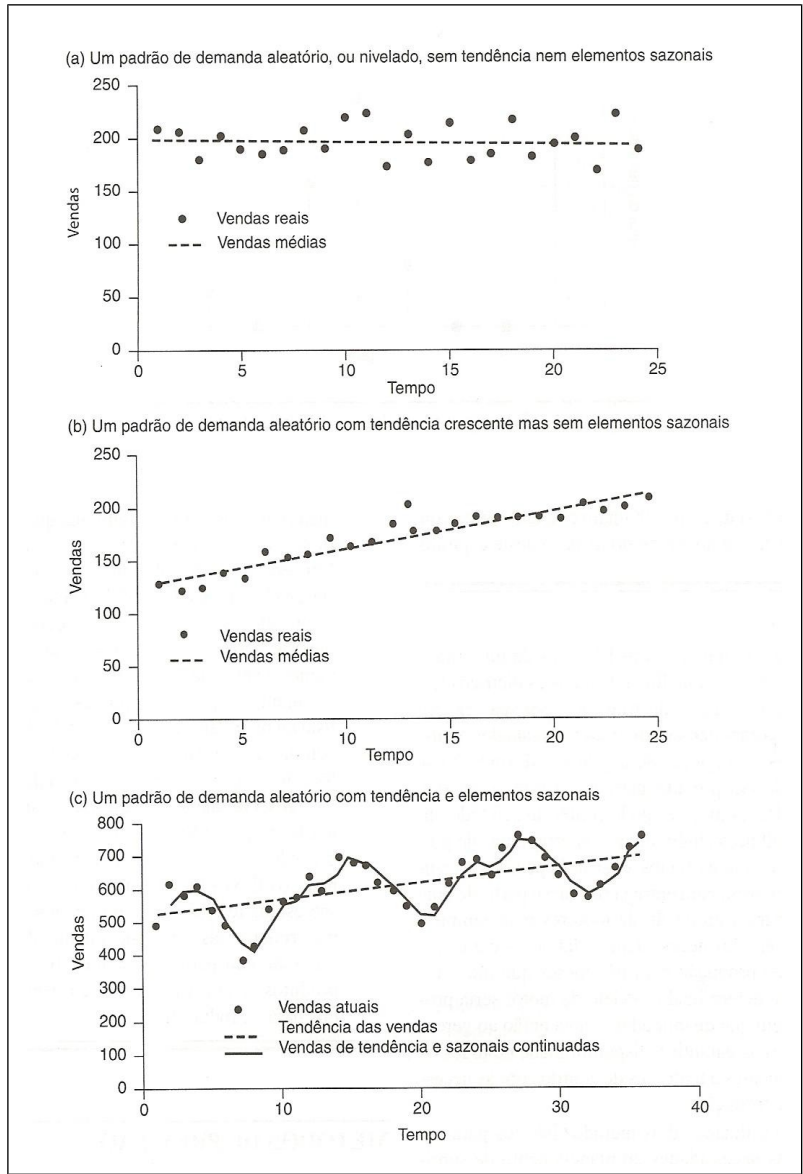 (a) Um padrão de demanda aleatório, ou nivelado, sem tendência nem elementos sazonais
250
200
150
100
50
0
Vendas
Vendas reais
Vendas médias
0
5
10
15
20
25
Tempo
(b) Um padrão de demanda aleatório com tendência crescente mas sem elementos sazonais
250
200
150
100
50
0
Vendas
Vendas reais
Vendas médias
0
5
10
15
20
25
Tempo
(c) Um padrão de demanda aleatório com tendência e elementos sazonais
800
700
600
500
400
300
200
100
0
Vendas
Vendas atuais
Tendência das vendas
Vendas de tendência e sazonais continuadas
0
10
20
30
40
Tempo